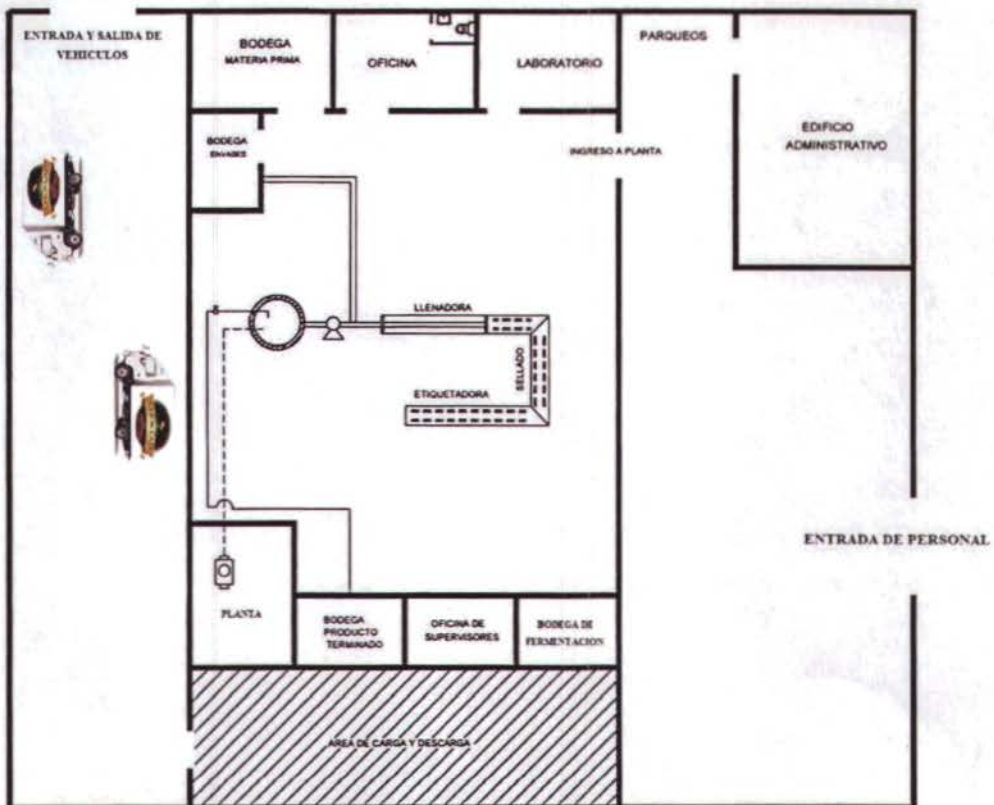 ENTRADA Y SALIDA DE
VEHICULOS
BODEGA
MATERIA PRIMA
OFICINA
LABORATORIO
PARQUEOS
EDIFICIO
ADMINISTRATIVO
BODEGA
ENVASES
INGRESO A PLANTA
LLENADORA
SELLADO
ETIQUETADORA
ENTRADA DE PERSONAL
PLANTA
BODEGA
PRODUCTO
TERMINADO
OFICINA DE
SUPERVISORES
BODEGA DE
FERMENTACION
AREA DE CARGA Y DESCARGA